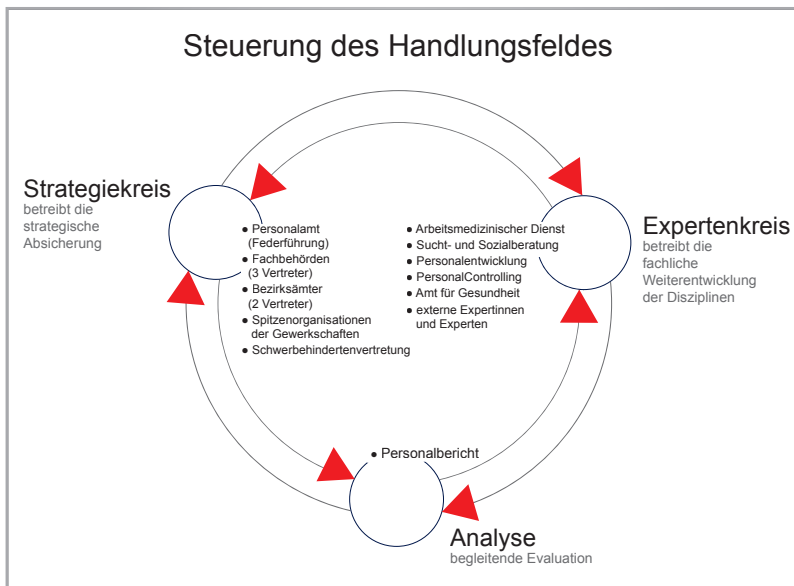 Steuerung des Handlungsfeldes
Strategiekreis
betreibt die
strategische
Absicherung
● Personalamt
(Federführung)
● Fachbehörden
(3 Vertreter)
● Bezirksämter
(2 Vertreter)
● Spitzenorganisationen
der Gewerkschaften
● Schwerbehindertenvertretung
● Arbeitsmedizinischer Dienst
● Sucht- und Sozialberatung
● Personalentwicklung
● PersonalControlling
● Amt für Gesundheit
● externe Expertinnen
und Experten
Expertenkreis
betreibt die
fachliche
Weiterentwicklung
der Disziplinen
● Personalbericht
Analyse
begleitende Evaluation